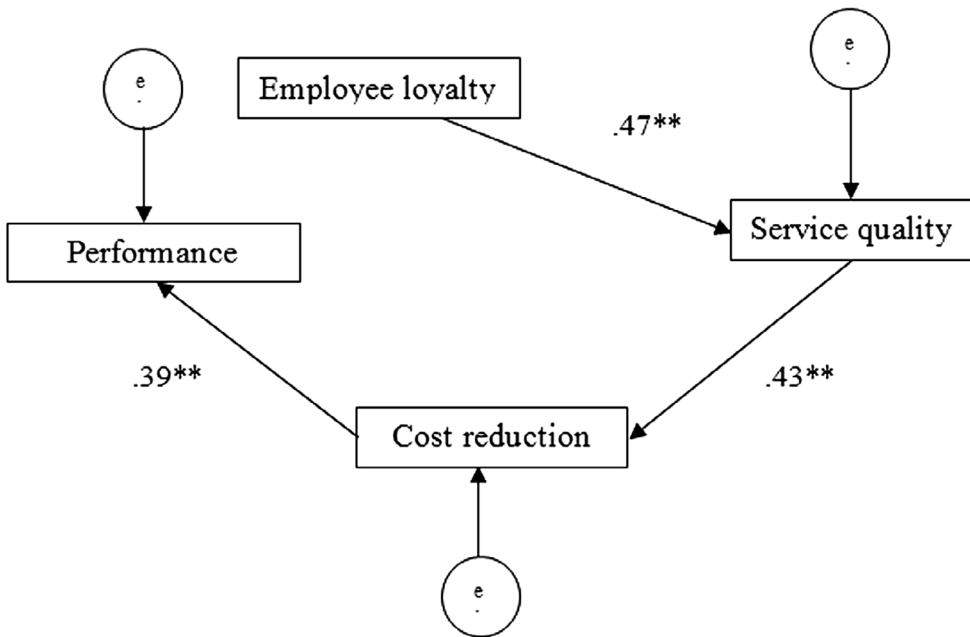 e
.
e
.
Employee loyalty
.47**
Service quality
Performance
.39**
.43**
Cost reduction
e
.